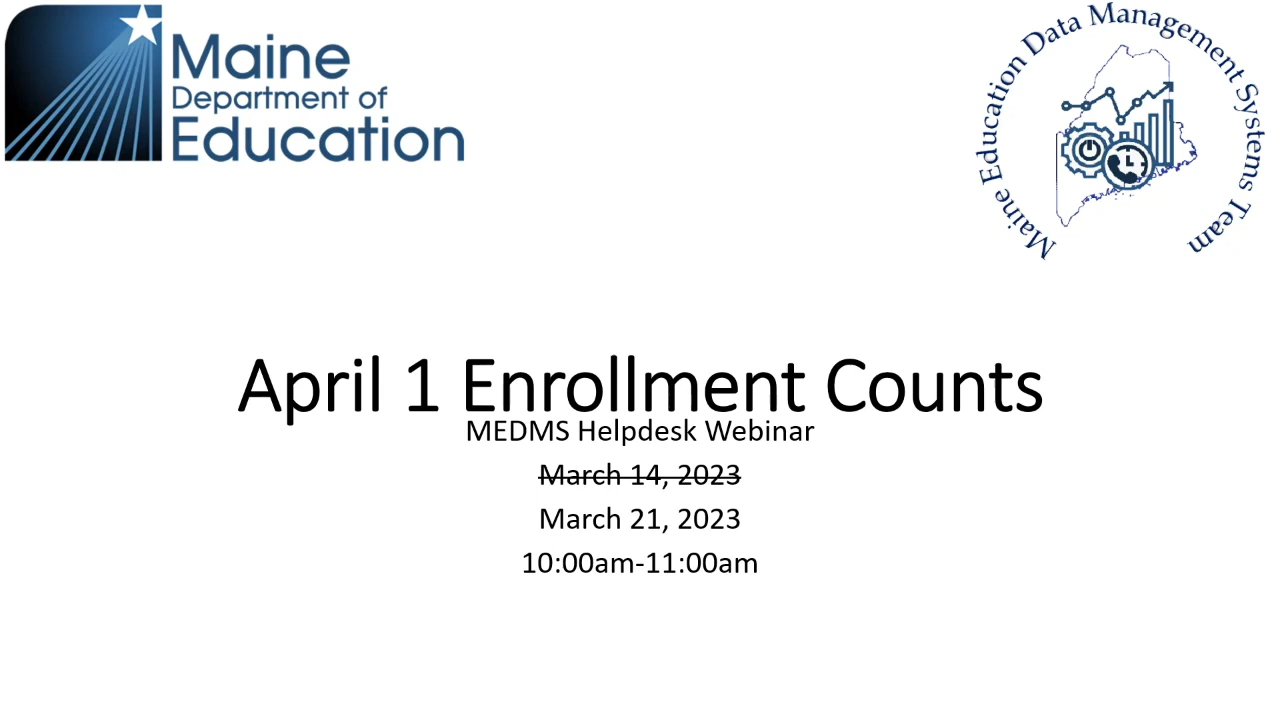 Maine
Department of
Education
Maine Education Data Management Systems Team
April 1 Enrollment Counts
MEDMS Helpdesk Webinar
March 14, 2023
March 21, 2023
10:00am-11:00am